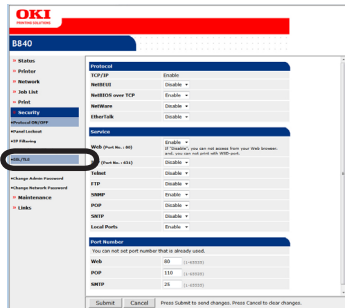 OKI
PRINTING SOLUTIONS
B840
Status
Printer
Network
Job List
Print
Security
Protocol ON/OFF
Panel Lockout
IP Filtering
SSL/TLS
Change Admin Password
Change Network Password
Maintenance
Links
Protocol
TCP/IP Enable
NetBEUI Disable
NetBIOS over TCP Enable
NetWare Disable
EtherTalk Disable
Service
Web (Port No. : 80) Enable
If "Disable", you can not access from your Web browser.
and, you can not print with WSD-port.
(Port No. : 631) Disable
Telnet Disable
FTP Disable
SNMP Enable
POP Disable
SNTP Disable
Local Ports Enable
Port Number
You can not set port number that is already used.
Web 80 (1-65535)
POP 110 (1-65535)
SMTP 25 (1-65535)
Submit Cancel Press Submit to send changes. Press Cancel to clear changes.